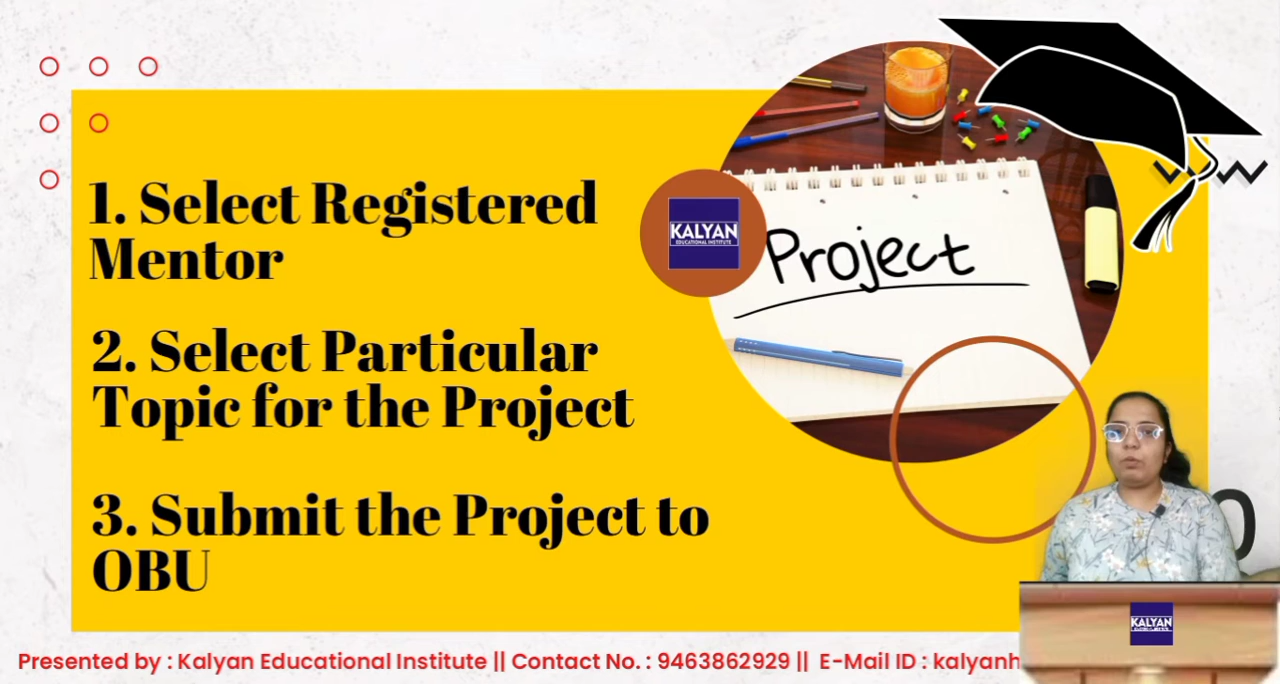 1. Select Registered
Mentor
2. Select Particular
Topic for the Project
3. Submit the Project to
OBU
KALYAN
EDUCATIONAL INSTITUTE
Project
KALYAN
Presented by : Kalyan Educational Institute || Contact No. : 9463862929 || E-Mail ID : kalyanh